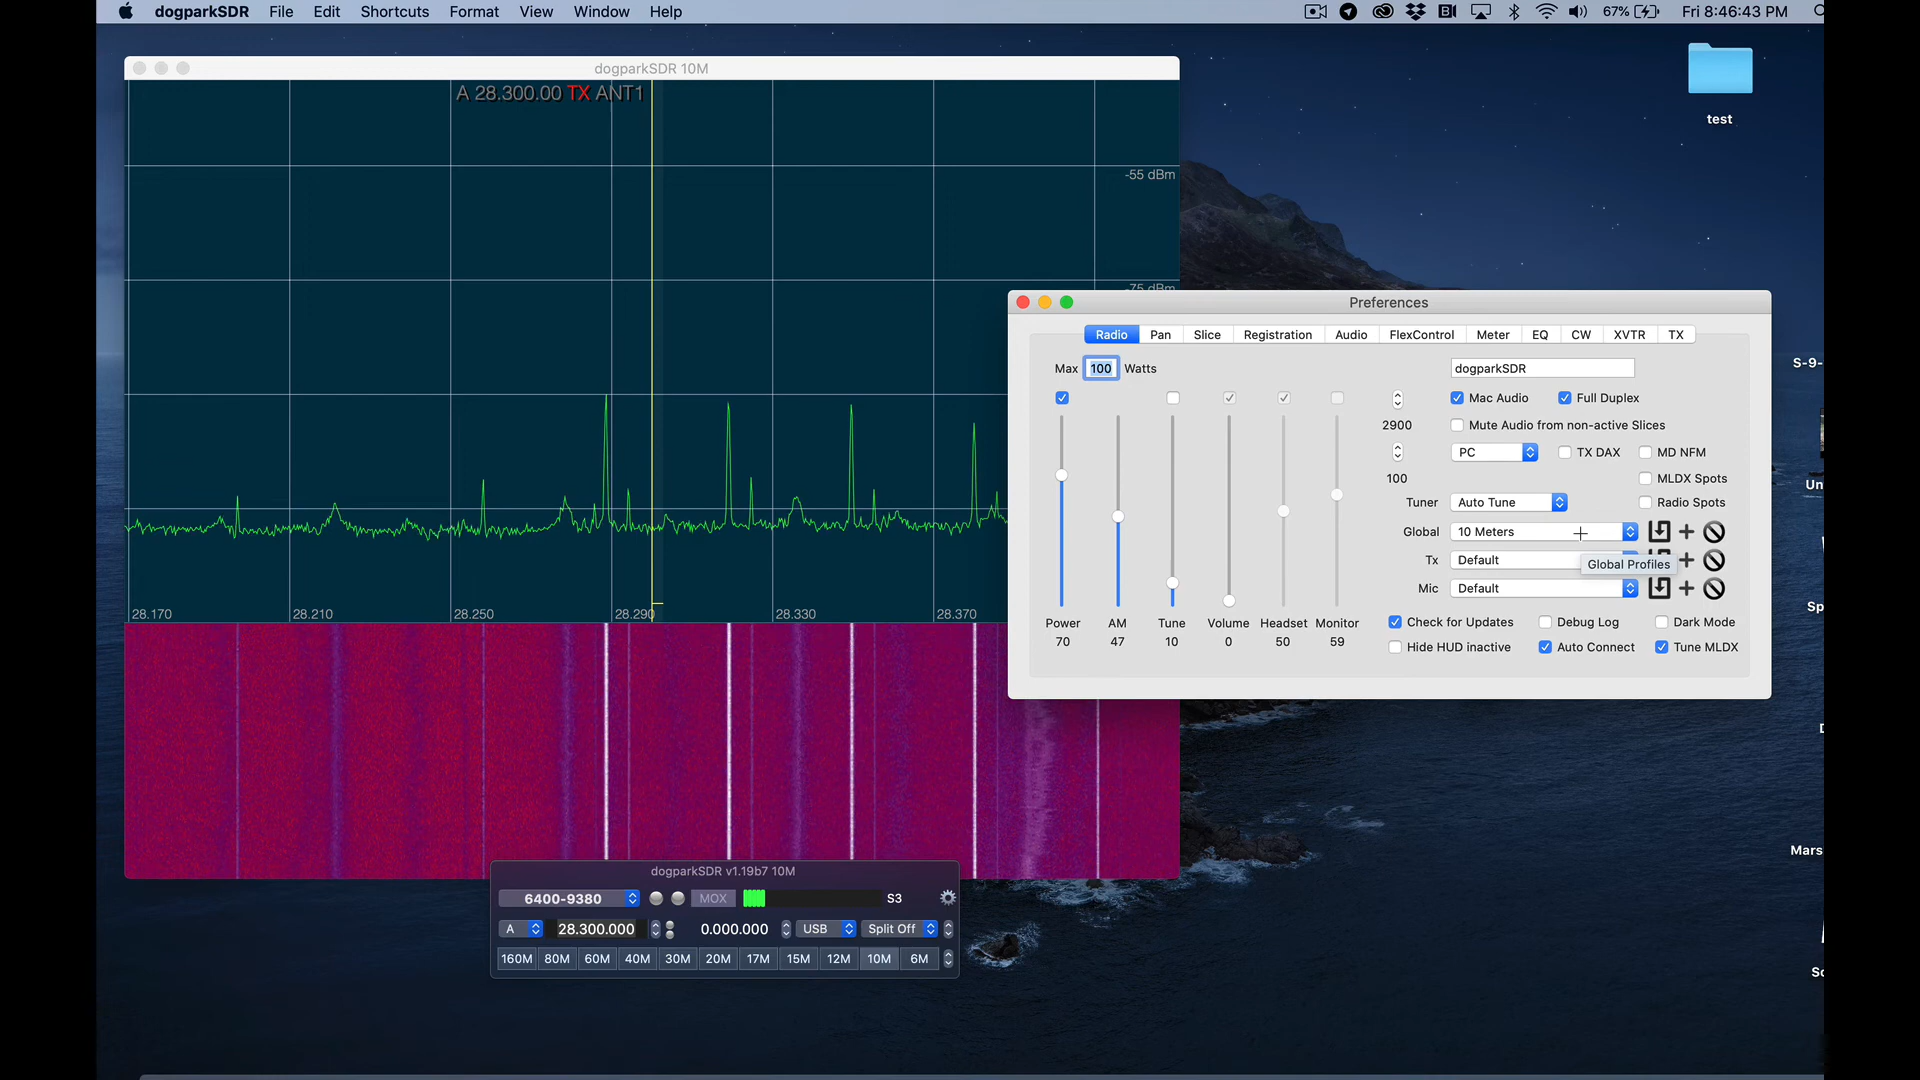 dogparkSDR File Edit Shortcuts Format View Window Help 67% Fri 8:46:43 PM
test
dogparkSDR 10M
A 28.300.00 TX ANT1
-55 dBm
-75 dBm
28.170 28.210 28.250 28.290 28.330 28.370
Preferences
Radio Pan Slice Registration Audio FlexControl Meter EQ CW XVTR TX
Max 100 Watts
dogparkSDR
Mac Audio Full Duplex
2900
Mute Audio from non-active Slices
PC TX DAX MD NFM
100
MLDX Spots
Tuner Auto Tune Radio Spots
Global 10 Meters
Tx Default
Global Profiles
Mic Default
Power AM Tune Volume Headset Monitor
70 47 10 0 50 59
Check for Updates Debug Log Dark Mode
Hide HUD inactive Auto Connect Tune MLDX
S-9-
Un
Sp
D
Mars
So
dogparkSDR v1.19b7 10M
6400-9380 MOX S3
A 28.300.000 0.000.000 USB Split Off
160M 80M 60M 40M 30M 20M 17M 15M 12M 10M 6M